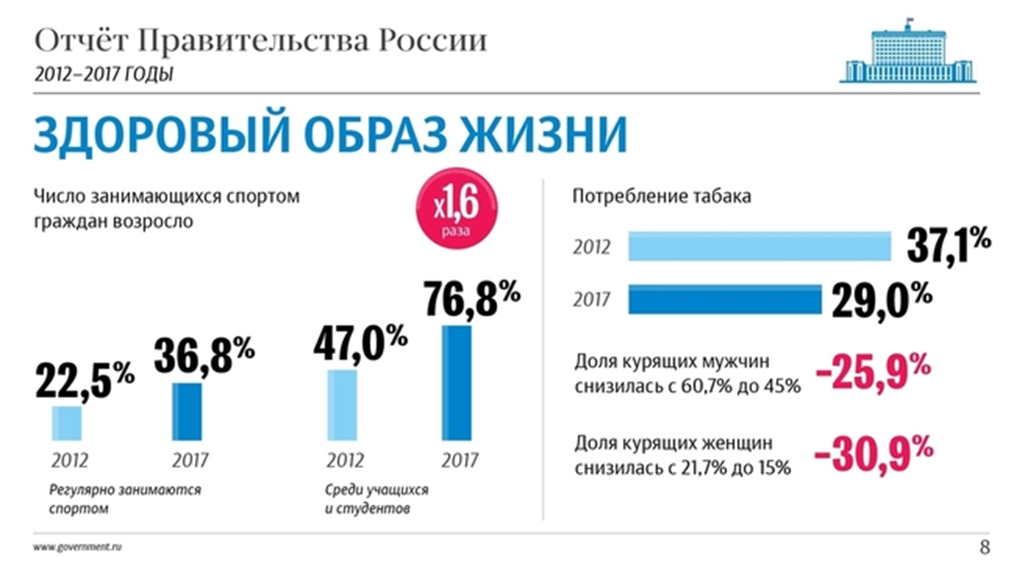 Отчёт Правительства России
2012–2017 ГОДЫ
ЗДОРОВЫЙ ОБРАЗ ЖИЗНИ
Число занимающихся спортом
граждан возросло
x1,6
раза
22,5%
36,8%
47,0%
76,8%
2012
2017
2012
2017
Регулярно занимаются
спортом
Среди учащихся
и студентов
Потребление табака
2012
37,1%
2017
29,0%
Доля курящих мужчин
снизилась с 60,7% до 45%
-25,9%
Доля курящих женщин
снизилась с 21,7% до 15%
-30,9%
www.government.ru
8